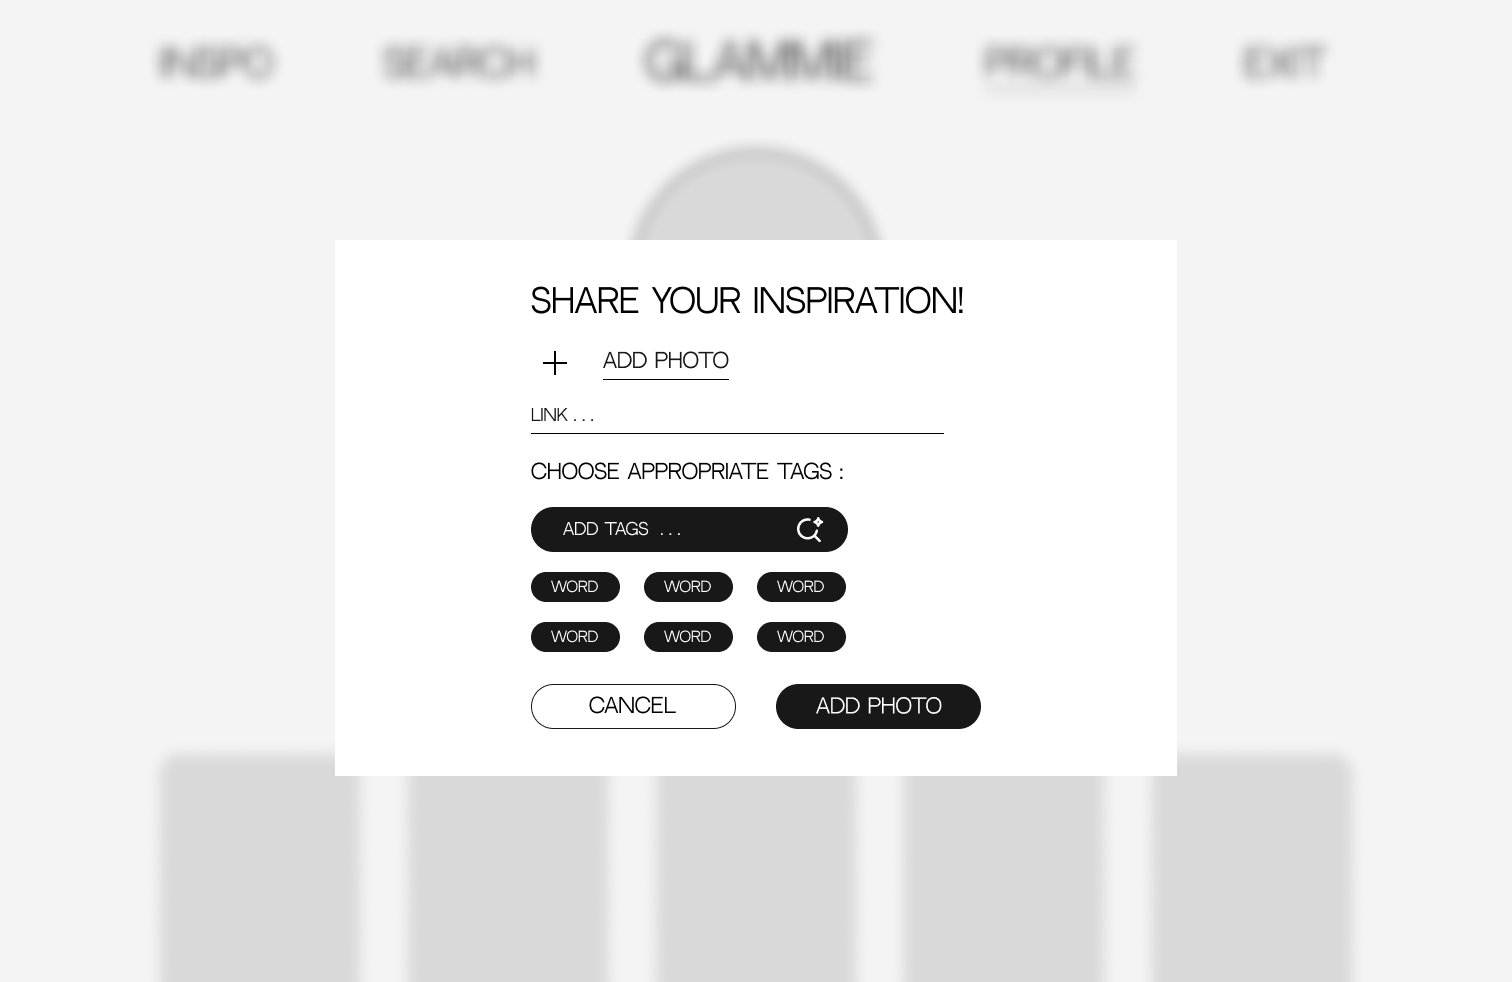 INSPO SEARCH GLAMMIE PROFILE EXIT
SHARE YOUR INSPIRATION!
ADD PHOTO
LINK . . .
CHOOSE APPROPRIATE TAGS :
ADD TAGS . . .
WORD WORD WORD
WORD WORD WORD
CANCEL ADD PHOTO